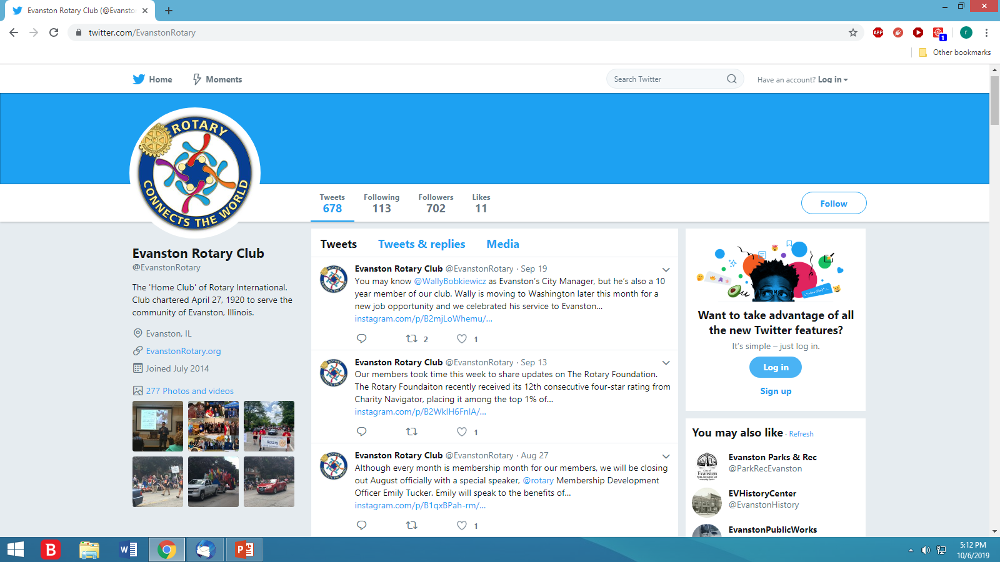 Evanston Rotary Club (@Evansto
twitter.com/EvanstonRotary
ABP
1
r
Other bookmarks
Home
Moments
Search Twitter
Have an account? Log in
ROTARY
CONNECTS THE WORLD
Tweets
678
Following
113
Followers
702
Likes
11
Follow
Evanston Rotary Club
@EvanstonRotary
The 'Home Club' of Rotary International.
Club chartered April 27, 1920 to serve the
community of Evanston, Illinois.
Evanston, IL
EvanstonRotary.org
Joined July 2014
277 Photos and videos
Rotary
Tweets
Tweets & replies
Media
Evanston Rotary Club @EvanstonRotary · Sep 19
You may know @WallyBobkiewicz as Evanston’s City Manager, but he’s also a 10
year member of our club. Wally is moving to Washington later this month for a
new job opportunity and we celebrated his service to Evanston…
instagram.com/p/B2mjLoWhemu/…
2
1
Evanston Rotary Club @EvanstonRotary · Sep 13
Our members took time this week to share updates on The Rotary Foundation.
The Rotary Foundaiton recently received its 12th consecutive four-star rating from
Charity Navigator, placing it among the top 1% of…
instagram.com/p/B2WkIH6FnlA/…
1
Evanston Rotary Club @EvanstonRotary · Aug 27
Although every month is membership month for our members, we will be closing
out August officially with a special speaker, @rotary Membership Development
Officer Emily Tucker. Emily will speak to the benefits of…
instagram.com/p/B1qxBPah-rm/…
1
Want to take advantage of all
the new Twitter features?
It’s simple – just log in.
Log in
Sign up
You may also like · Refresh
City of
Evanston
Evanston Parks & Rec
@ParkRecEvanston
EVHistoryCenter
@EvanstonHistory
EvanstonPublicWorks
B
W
P
5:12 PM
10/6/2019